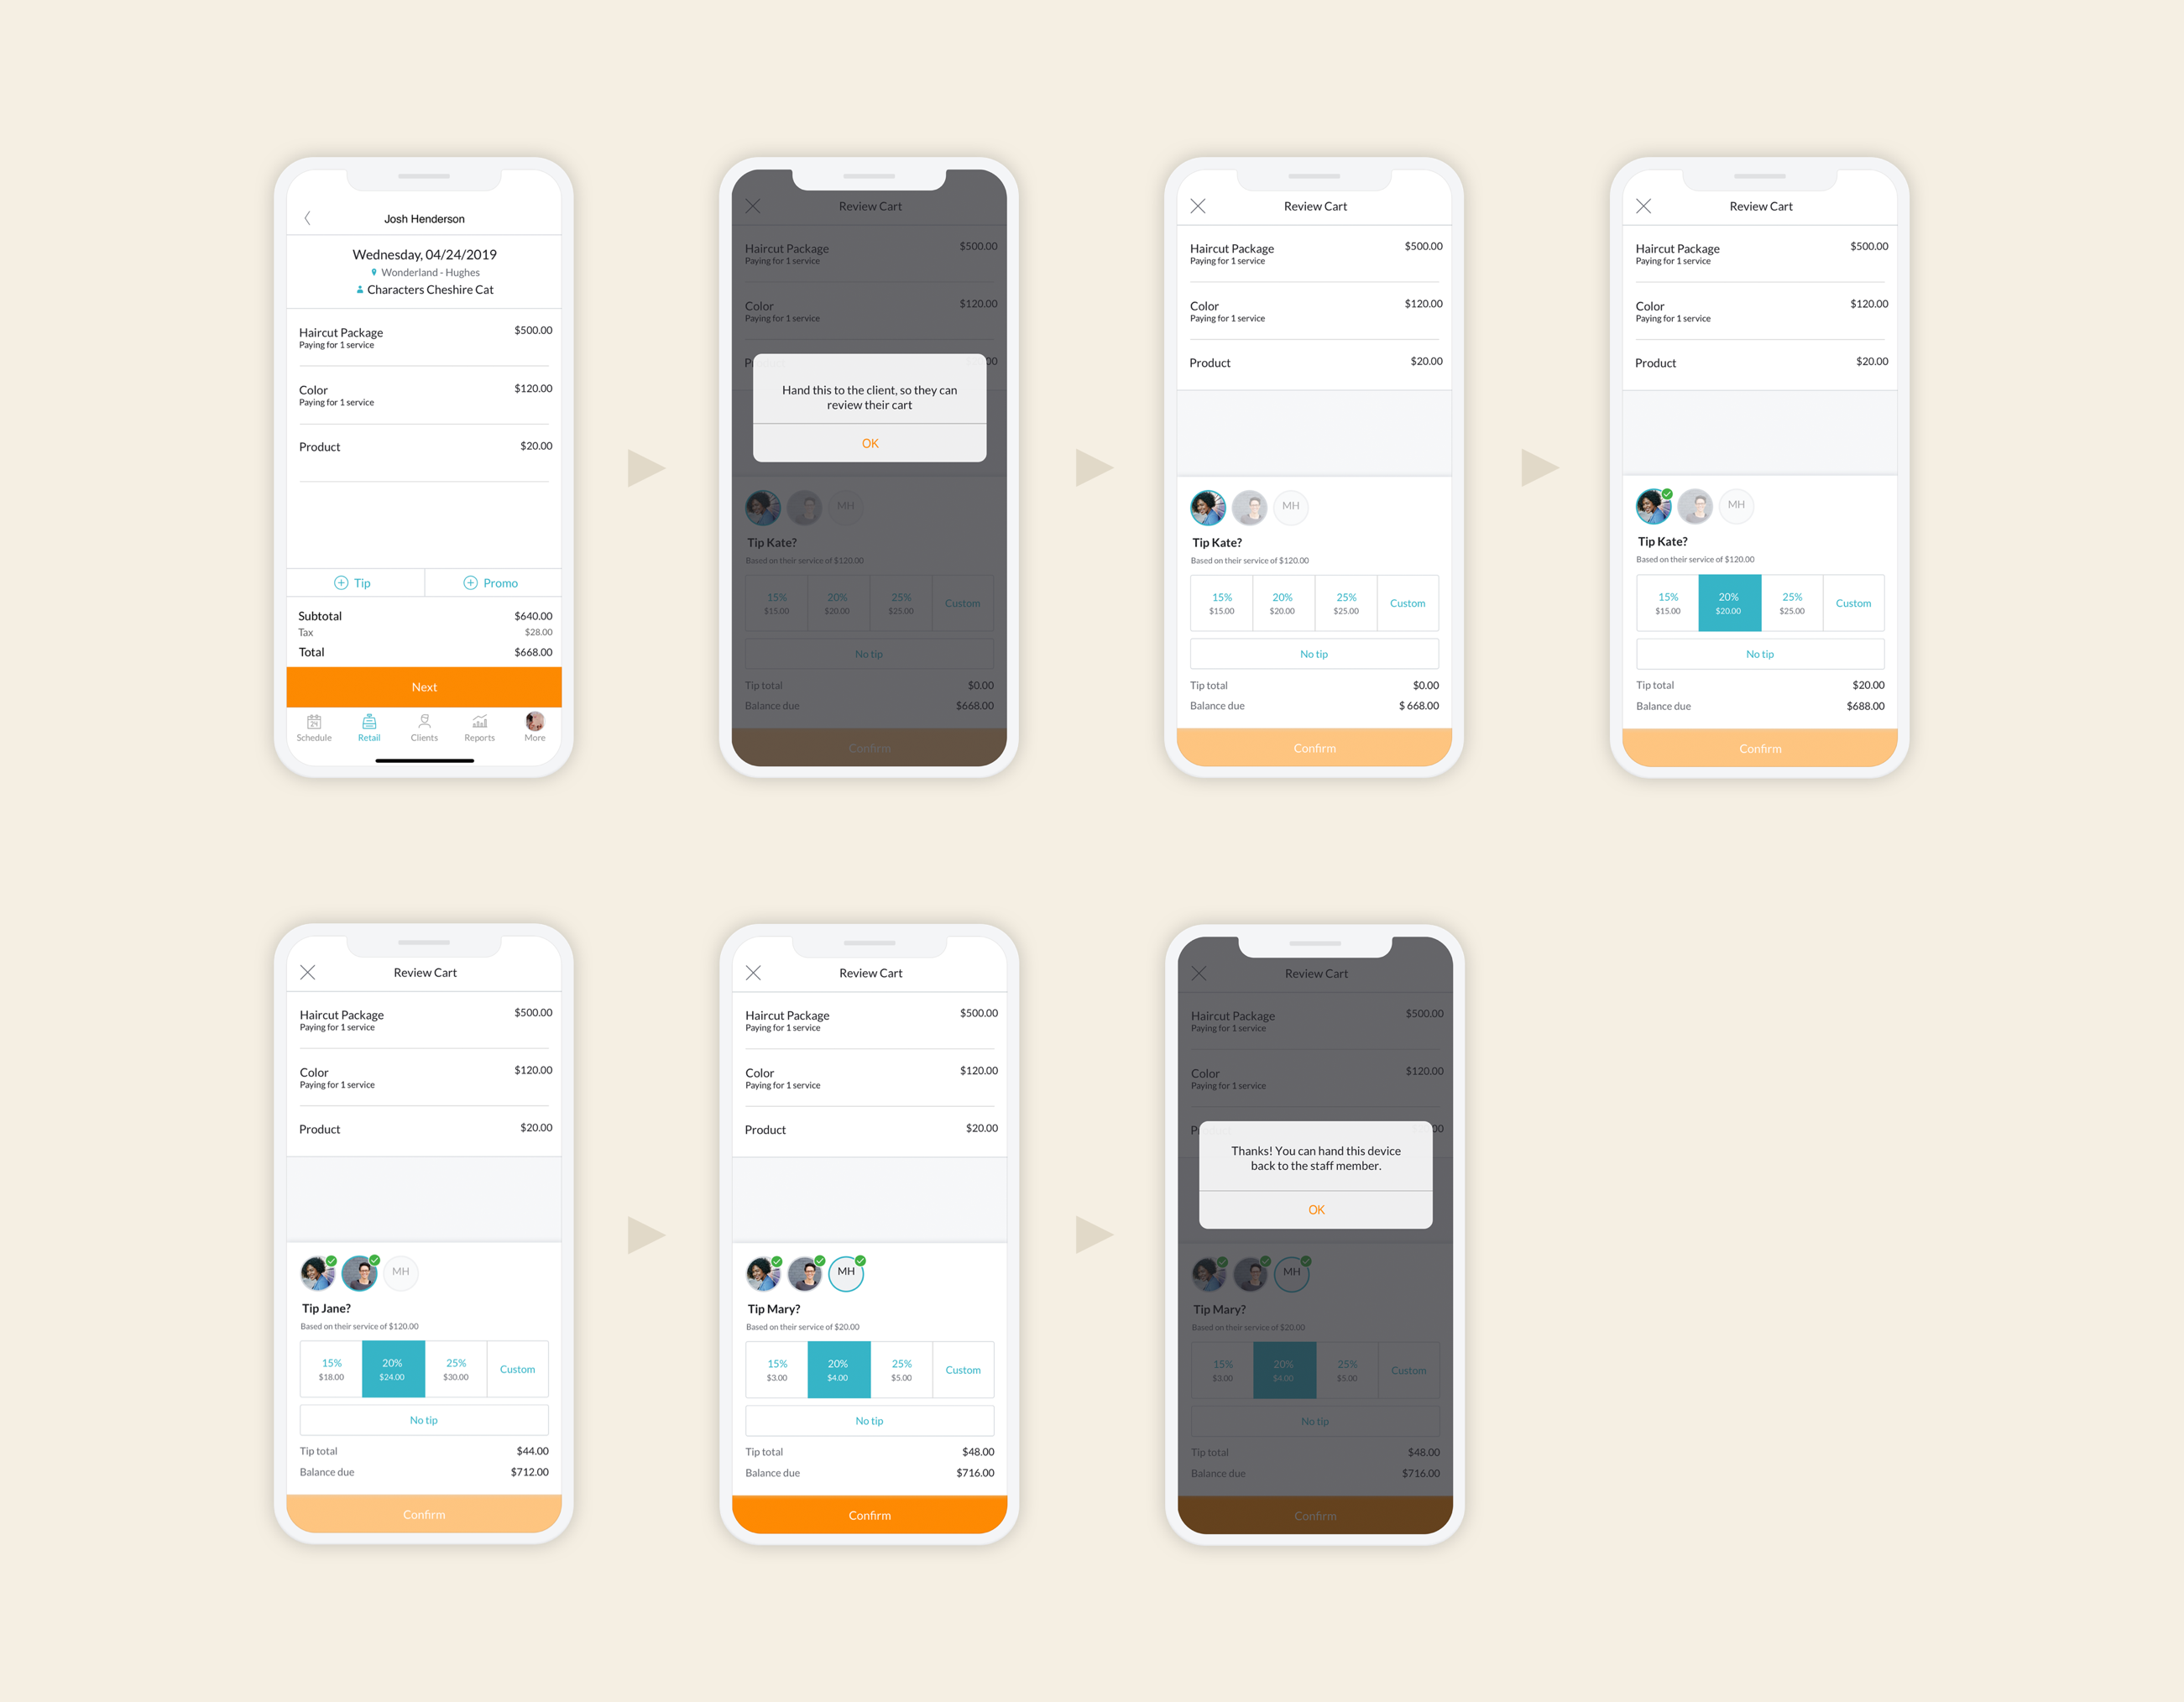 Josh Henderson
Wednesday, 04/24/2019
Wonderland - Hughes
Characters Cheshire Cat
Haircut Package $500.00
Paying for 1 service
Color $120.00
Paying for 1 service
Product $20.00
Tip Promo
Subtotal $640.00
Tax $28.00
Total $668.00
Next
24
Schedule Retail Clients Reports More
Review Cart
Haircut Package $500.00
Paying for 1 service
Color $120.00
Paying for 1 service
Hand this to the client, so they can
review their cart
OK
MH
Tip Kate?
Based on their service of $120.00
15% 20% 25% Custom
$15.00 $20.00 $25.00
No tip
Tip total $0.00
Balance due $668.00
Confirm
Review Cart
Haircut Package $500.00
Paying for 1 service
Color $120.00
Paying for 1 service
Product $20.00
MH
Tip Kate?
Based on their service of $120.00
15% 20% 25% Custom
$15.00 $20.00 $25.00
No tip
Tip total $0.00
Balance due $ 668.00
Confirm
Review Cart
Haircut Package $500.00
Paying for 1 service
Color $120.00
Paying for 1 service
Product $20.00
MH
Tip Kate?
Based on their service of $120.00
15% 20% 25% Custom
$15.00 $20.00 $25.00
No tip
Tip total $20.00
Balance due $688.00
Confirm
Review Cart
Haircut Package $500.00
Paying for 1 service
Color $120.00
Paying for 1 service
Product $20.00
MH
Tip Jane?
Based on their service of $120.00
15% 20% 25% Custom
$18.00 $24.00 $30.00
No tip
Tip total $44.00
Balance due $712.00
Confirm
Review Cart
Haircut Package $500.00
Paying for 1 service
Color $120.00
Paying for 1 service
Product $20.00
MH
Tip Mary?
Based on their service of $20.00
15% 20% 25% Custom
$3.00 $4.00 $5.00
No tip
Tip total $48.00
Balance due $716.00
Confirm
Review Cart
Haircut Package $500.00
Paying for 1 service
Color $120.00
Paying for 1 service
Thanks! You can hand this device
back to the staff member.
OK
MH
Tip Mary?
Based on their service of $20.00
15% 20% 25% Custom
$3.00 $4.00 $5.00
No tip
Tip total $48.00
Balance due $716.00
Confirm